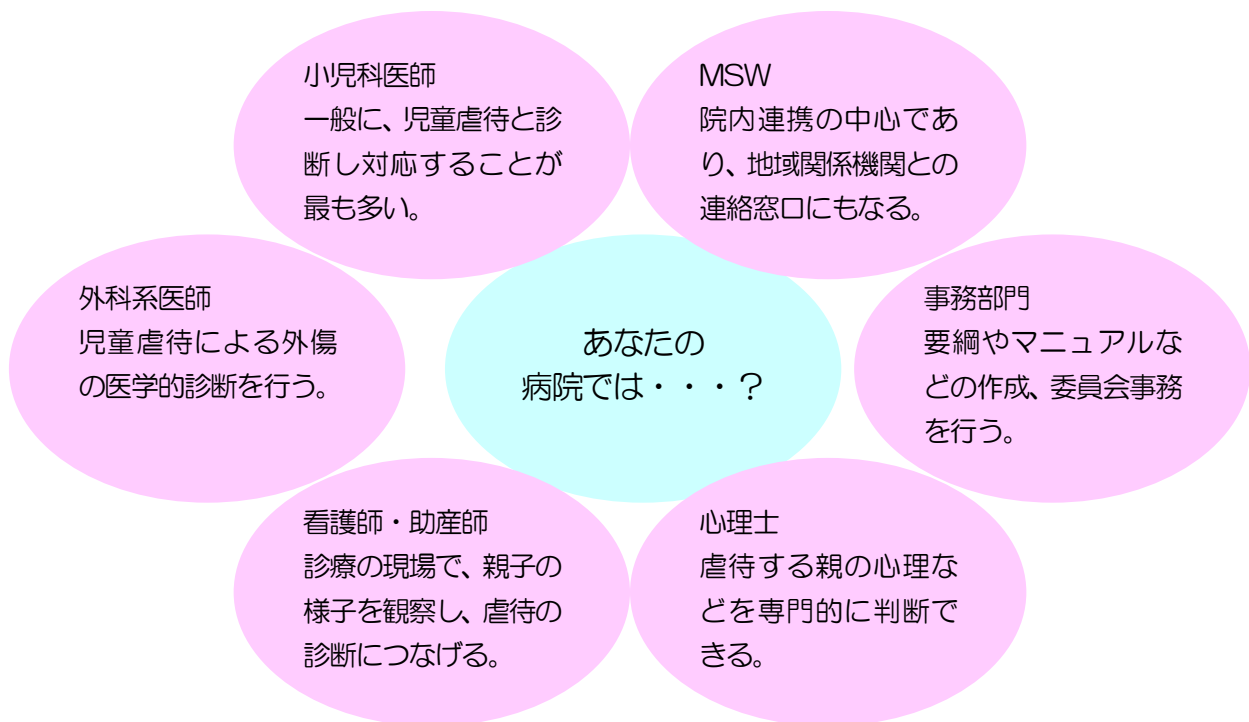 小児科医師
一般に、児童虐待と診
断し対応することが
最も多い。
MSW
院内連携の中心であ
り、地域関係機関との
連絡窓口にもなる。
外科系医師
児童虐待による外傷
の医学的診断を行う。
あなたの
病院では・・・?
事務部門
要綱やマニュアルな
どの作成、委員会事務
を行う。
看護師・助産師
診療の現場で、親子の
様子を観察し、虐待の
診断につなげる。
心理士
虐待する親の心理な
どを専門的に判断で
きる。